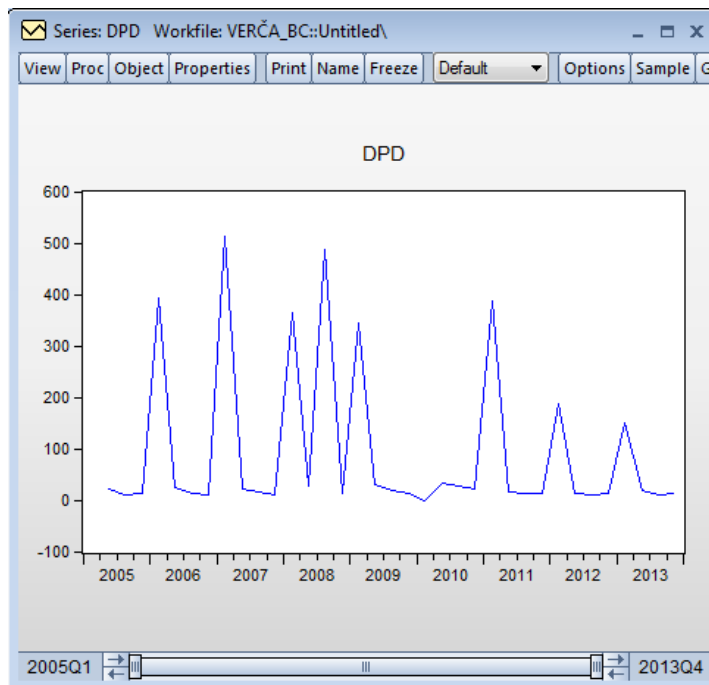 Series: DPD Workfile: VERČA_BC::Untitled\
View Proc Object Properties Print Name Freeze Default Options Sample
DPD
600
500
400
300
200
100
0
-100
2005 2006 2007 2008 2009 2010 2011 2012 2013
2005Q1 2013Q4